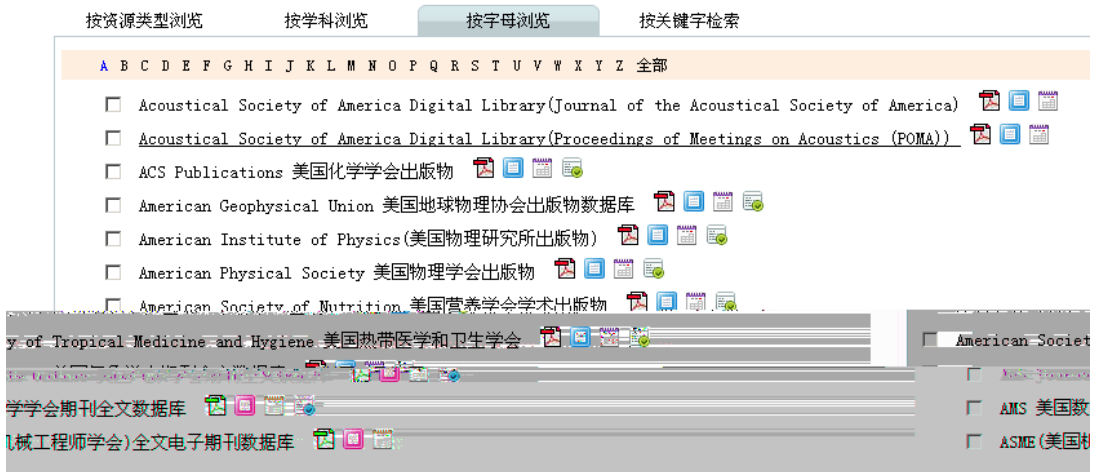 按资源类型浏览 按学科浏览 按字母浏览 按关键字检索
A B C D E F G H I J K L M N O P Q R S T U V W X Y Z 全部
Acoustical Society of America Digital Library(Journal of the Acoustical Society of America)
Acoustical Society of America Digital Library(Proceedings of Meetings on Acoustics (POMA))
ACS Publications 美国化学学会出版物
American Geophysical Union 美国地球物理协会出版物数据库
American Institute of Physics(美国物理研究所出版物)
American Physical Society 美国物理学会出版物
American Society of Nutrition 美国营养学会学术出版物
y of Tropical Medicine and Hygiene 美国热带医学和卫生学会 American Societ
学学会期刊全文数据库 AMS 美国数
机械工程师学会)全文电子期刊数据库 ASME(美国机